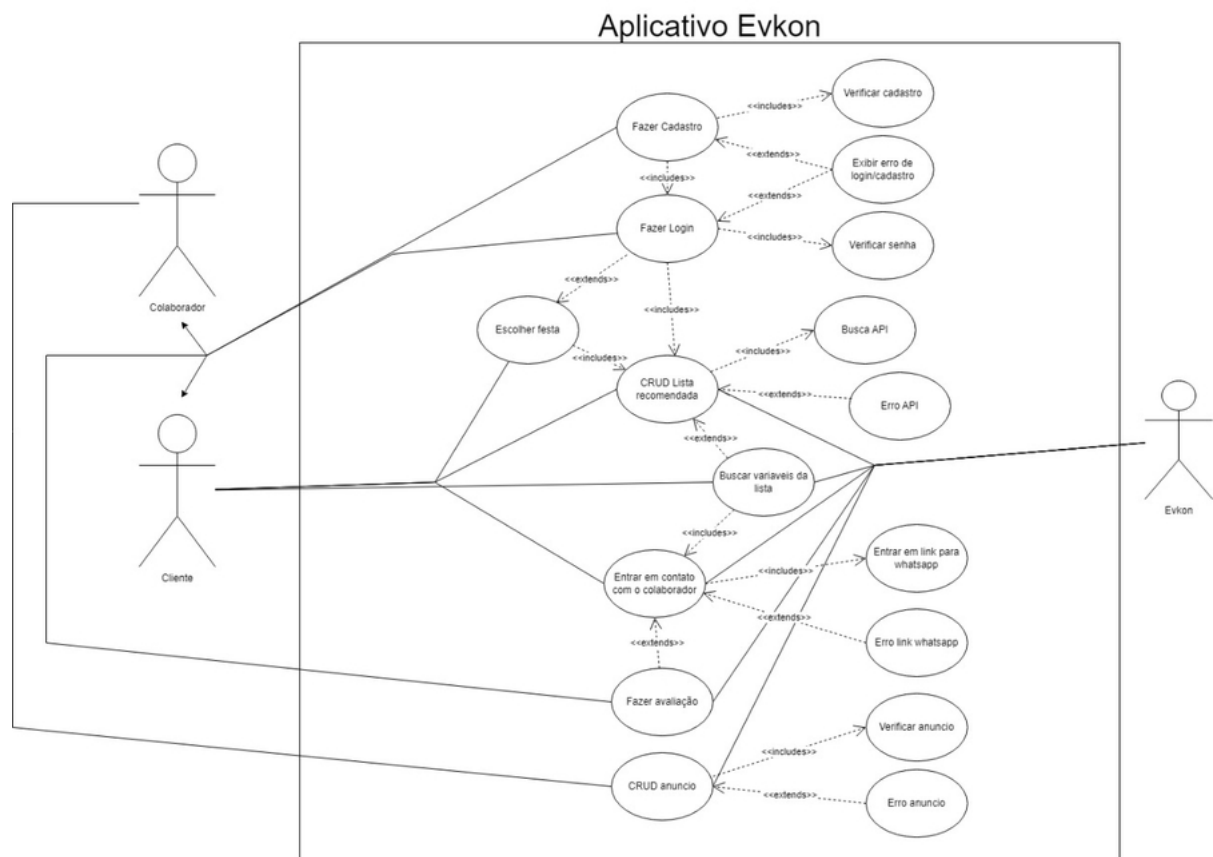 Aplicativo Evkon
Verificar cadastro
<<includes>>
Fazer Cadastro
<<extends>>
Exibir erro de
login/cadastro
<<includes>>
<<extends>>
Fazer Login
<<includes>>
Verificar senha
Colaborador
<<extends>>
<<includes>>
Escolher festa
Busca API
<<includes>>
<<includes>>
CRUD Lista
recomendada
<<extends>>
Erro API
<<extends>>
Buscar variaveis da
lista
Evkon
<<includes>>
Cliente
Entrar em contato
com o colaborador
<<includes>>
Entrar em link para
whatsapp
<<extends>>
<<extends>>
Erro link whatsapp
Fazer avaliação
Verificar anuncio
<<includes>>
CRUD anuncio
<<extends>>
Erro anuncio